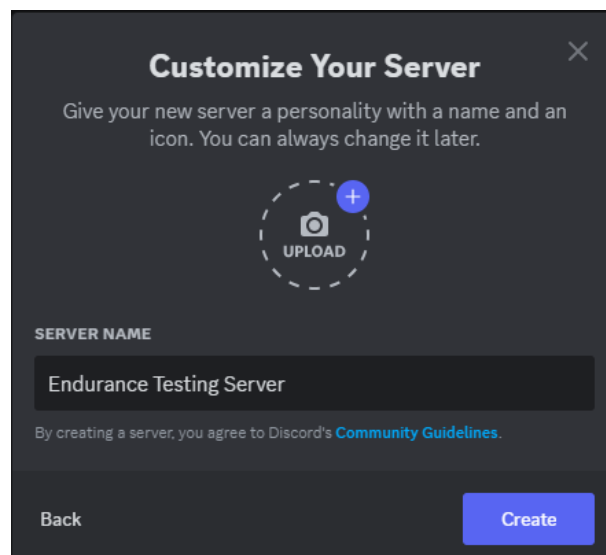 Customize Your Server
Give your new server a personality with a name and an
icon. You can always change it later.
UPLOAD
SERVER NAME
Endurance Testing Server
By creating a server, you agree to Discord's Community Guidelines.
Back
Create